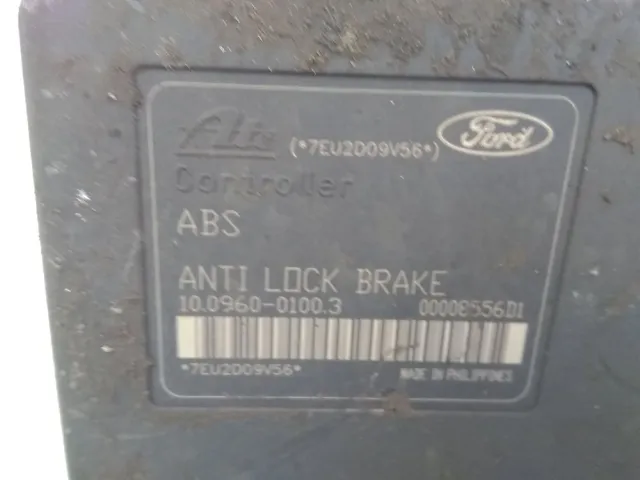 Ate (*7EU2D09V56*) Ford
Controller
ABS
ANTI LOCK BRAKE
10.0960-0100.3 00008556D1
*7EU2D09V56*
MADE IN PHILIPPINES